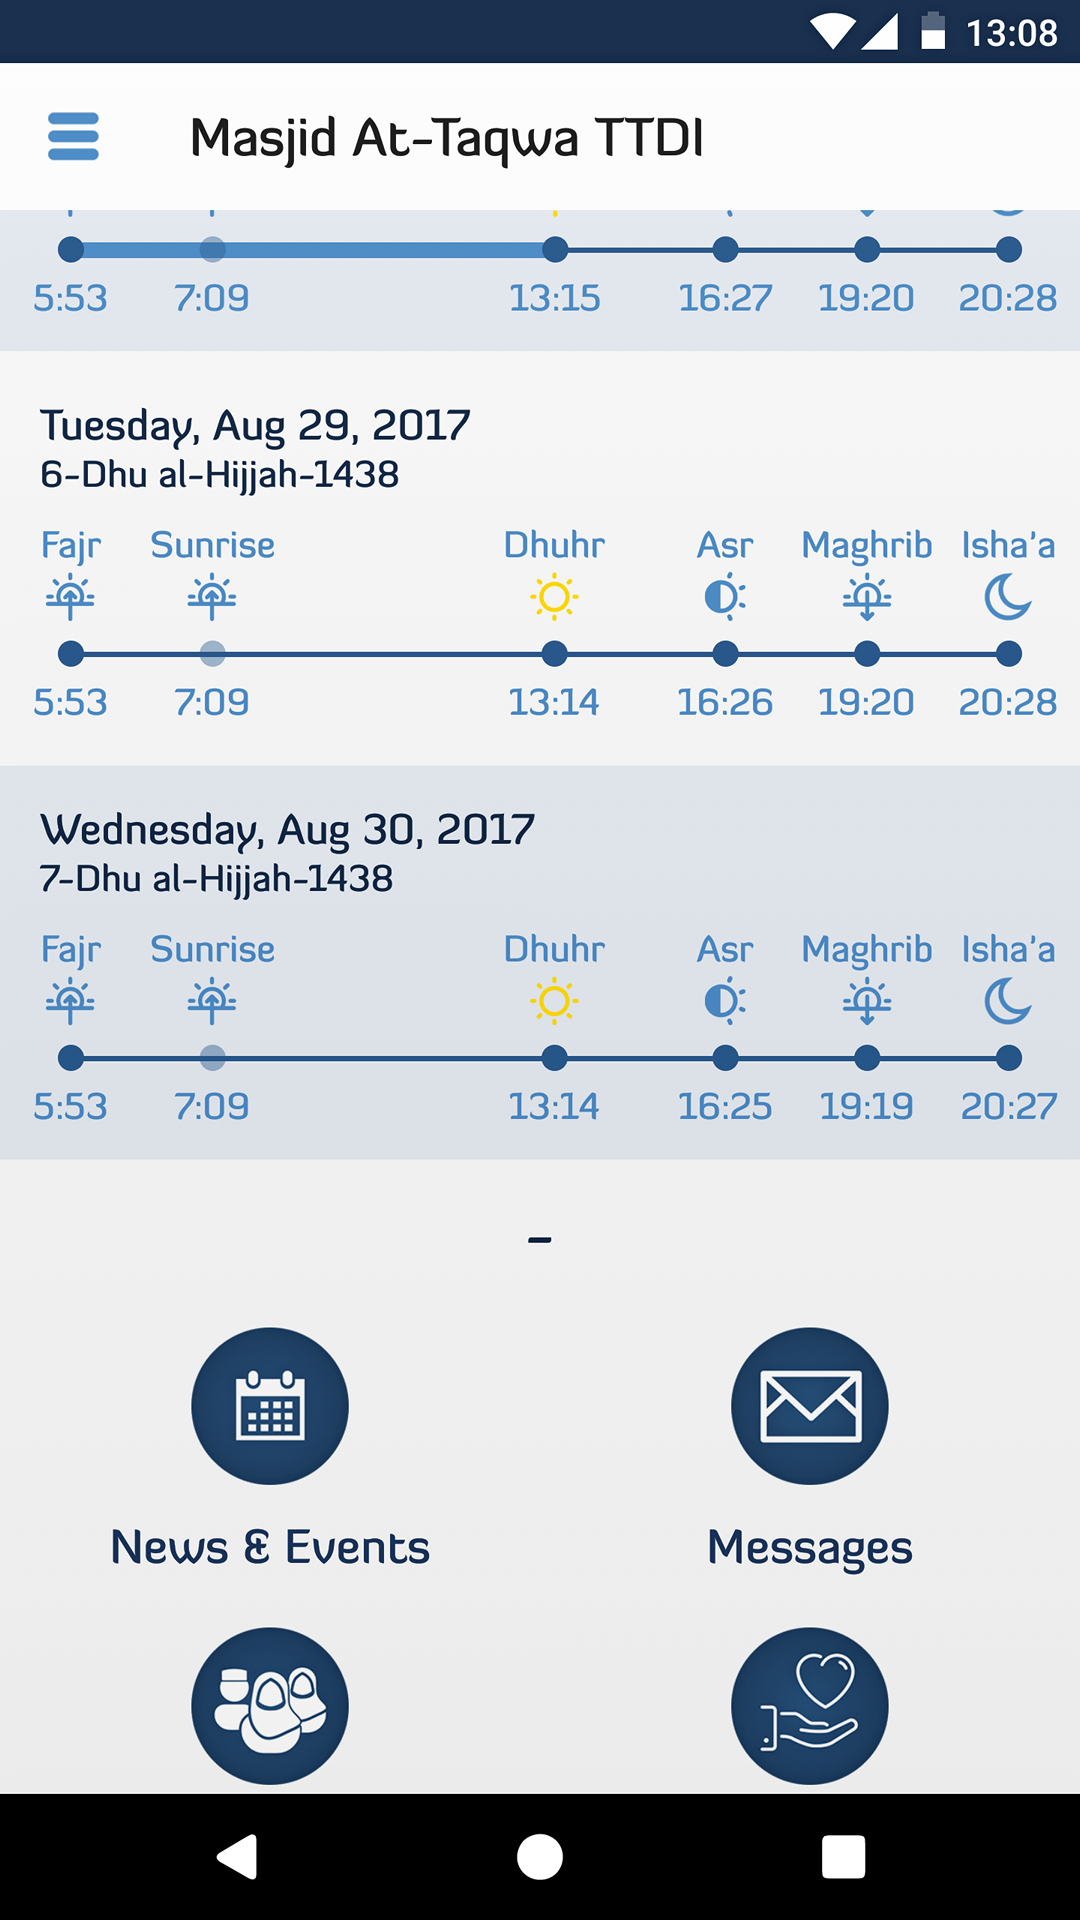 13:08
Masjid At-Taqwa TTDI
5:53 7:09 13:15 16:27 19:20 20:28
Tuesday, Aug 29, 2017
6-Dhu al-Hijjah-1438
Fajr Sunrise Dhuhr Asr Maghrib Isha'a
5:53 7:09 13:14 16:26 19:20 20:28
Wednesday, Aug 30, 2017
7-Dhu al-Hijjah-1438
Fajr Sunrise Dhuhr Asr Maghrib Isha'a
5:53 7:09 13:14 16:25 19:19 20:27
-
News & Events Messages